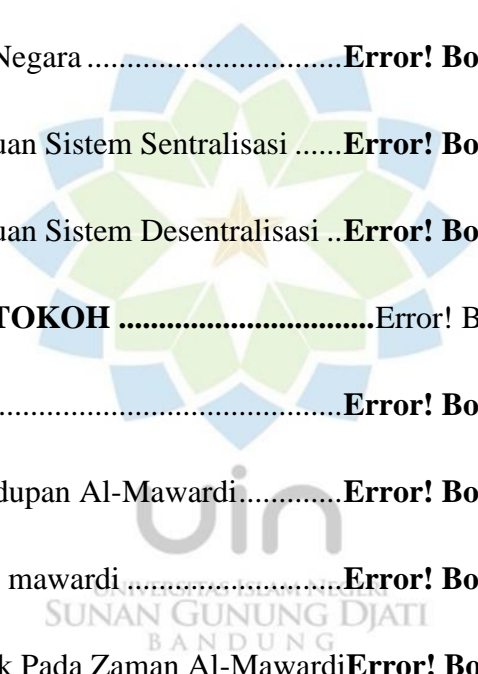 Negara ................................Error! Bo
uan Sistem Sentralisasi ......Error! Bo
uan Sistem Desentralisasi ..Error! Bo
TOKOH ................................Error! B
..........................................Error! Bo
dupan Al-Mawardi.............Error! Bo
uin
mawardi ...........................Error! Bo
UNIVERSITAS ISLAM NEGERI
SUNAN GUNUNG DJATI
BANDUNG
k Pada Zaman Al-MawardiError! Bo